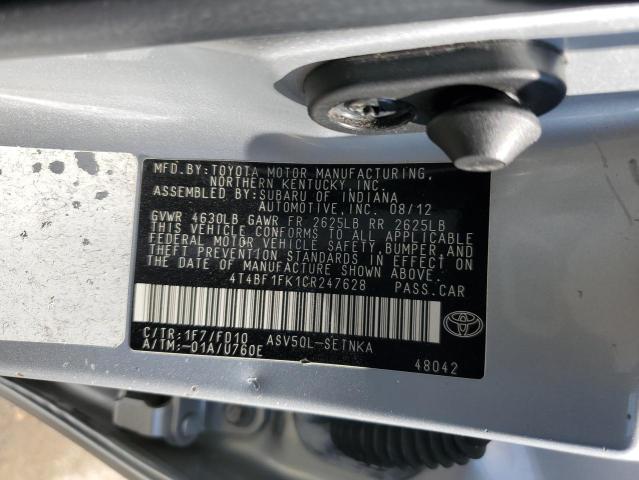 MFD.BY:TOYOTA MOTOR MANUFACTURING,
NORTHERN KENTUCKY,INC.
ASSEMBLED BY:SUBARU OF INDIANA
AUTOMOTIVE,INC. 08/12
GVWR 4630LB GAWR FR 2625LB RR 2625LB
THIS VEHICLE CONFORMS TO ALL APPLICABLE
FEDERAL MOTOR VEHICLE SAFETY,BUMPER,AND
THEFT PREVENTION STANDARDS IN EFFECT ON
THE DATE OF MANUFACTURE SHOWN ABOVE.
4T4BF1FK1CR247628 PASS.CAR
C/TR:1F7/FD10 ASV50L-SETNKA
A/TM:-01A/U760E
48042